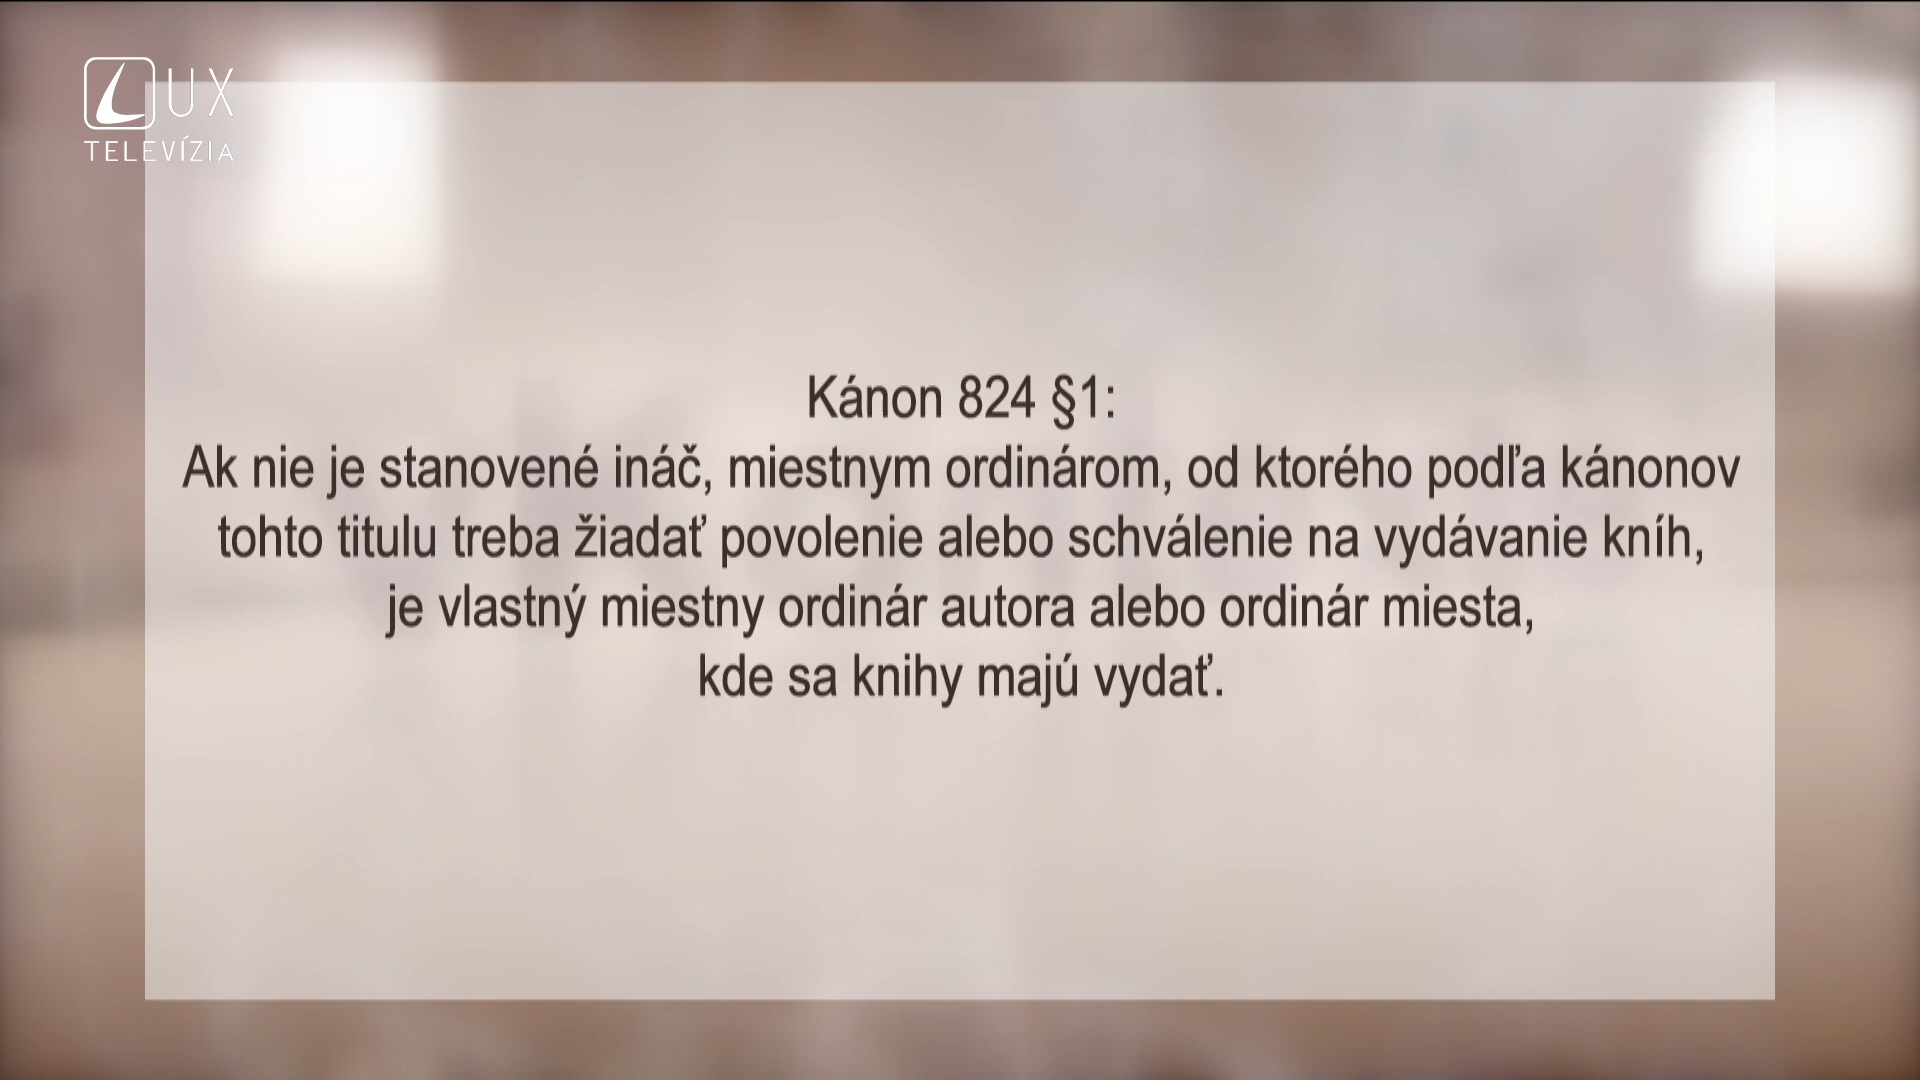 LUX
TELEVÍZIA
Kánon 824 §1:
Ak nie je stanovené ináč, miestnym ordinárom, od ktorého podľa kánonov
tohto titulu treba žiadať povolenie alebo schválenie na vydávanie kníh,
je vlastný miestny ordinár autora alebo ordinár miesta,
kde sa knihy majú vydať.